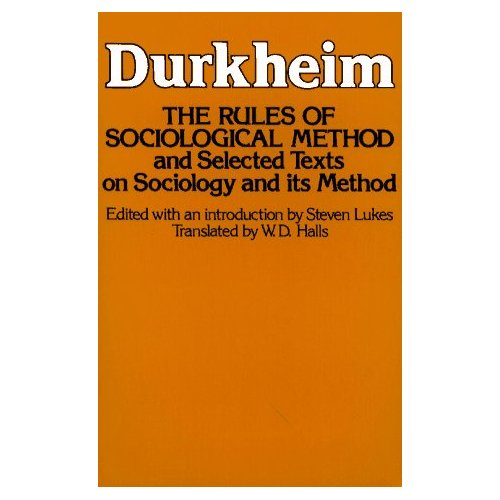 Durkheim
THE RULES OF
SOCIOLOGICAL METHOD
and Selected Texts
on Sociology and its Method
Edited with an introduction by Steven Lukes
Translated by W. D. Halls